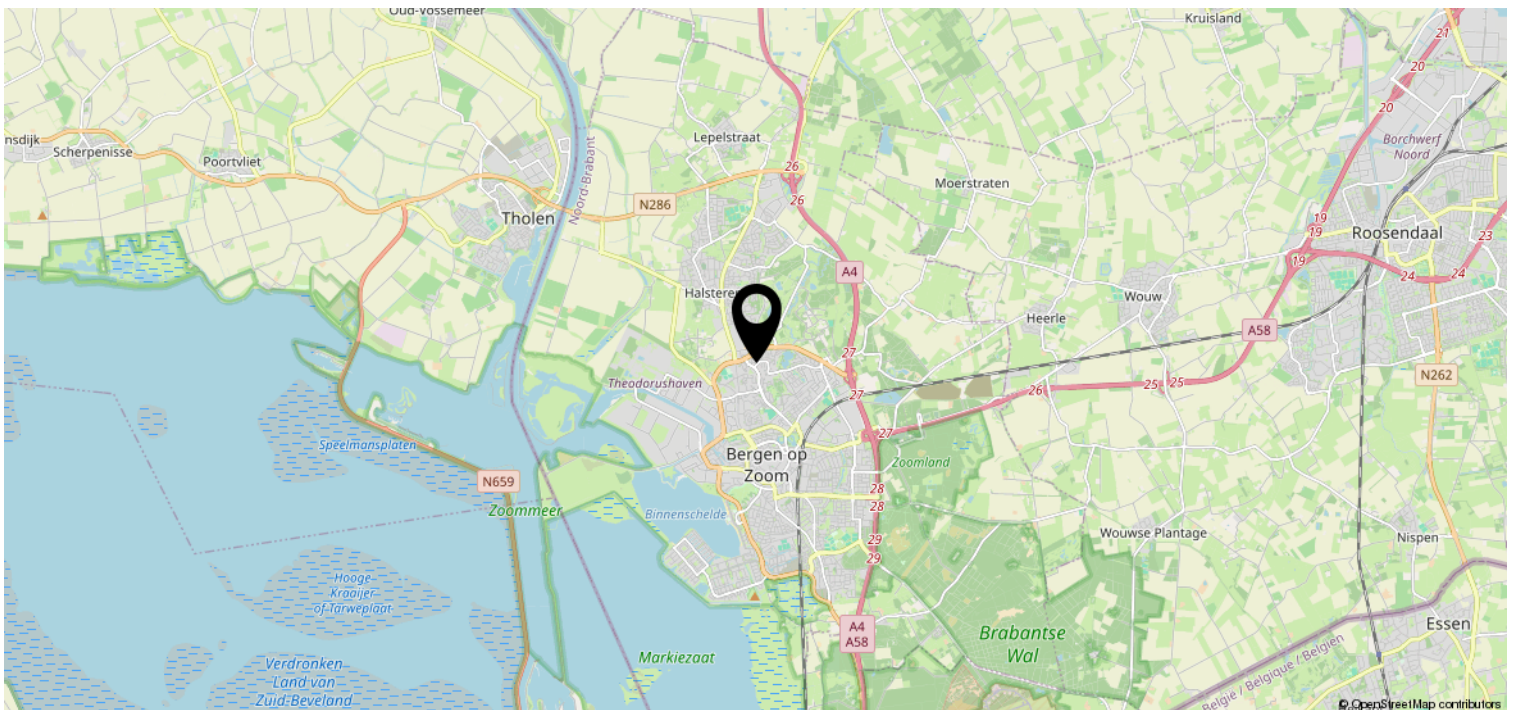 Oud-Vossemeer
Kruisland
21
20
20
Lepelstraat
nsdijk
Scherpenisse
Poortvliet
Noord-Brabant
Borchwerf
Noord
26
Moerstraten
N286
26
Tholen
19
19
Roosendaal
23
19
A4
24
24
Halsteren
Wouw
Heerle
A58
27
Theodorushaven
26
25
25
N262
27
Speelmansplaten
27
Bergen op
Zoom
Zoomland
N659
28
Zoommeer
Binnenschelde
28
Wouwse Plantage
Nispen
29
29
Hooge
Kraaijer
of Tarweplaat
A4
A58
Brabantse
Wal
Essen
Markiezaat
Verdronken
Land van
Zuid-Beveland
België / Belgique / Belgien
© OpenStreetMap contributors